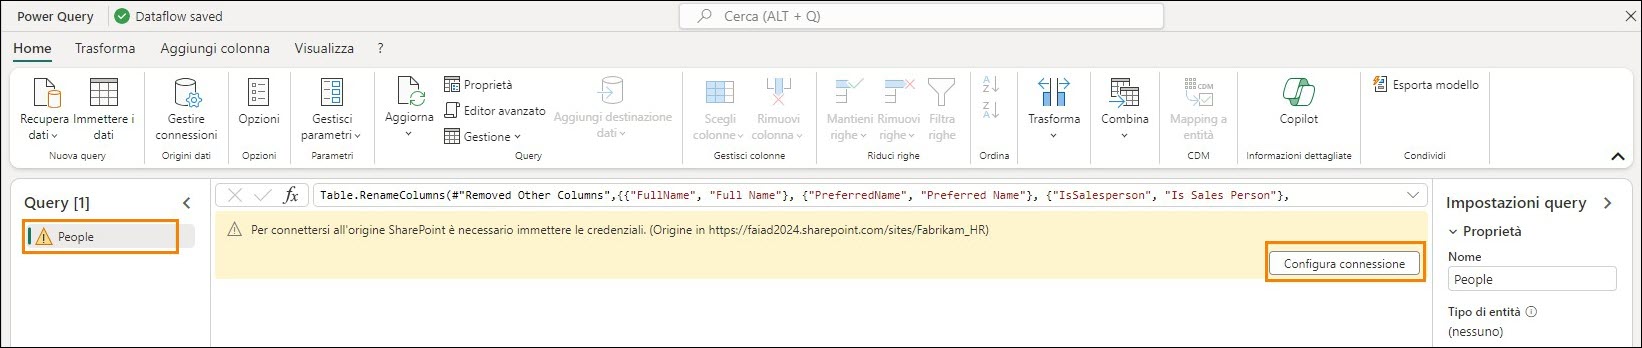 Power Query
Dataflow saved
Cerca (ALT + Q)
Home
Trasforma
Aggiungi colonna
Visualizza
?
Recupera dati
Immettere i dati
Nuova query
Gestire connessioni
Origini dati
Opzioni
Opzioni
Gestisci parametri
Parametri
Aggiorna
Proprietà
Editor avanzato
Gestione
Aggiungi destinazione dati
Query
Scegli colonne
Rimuovi colonna
Gestisci colonne
Mantieni righe
Rimuovi righe
Filtra righe
Riduci righe
A
Z
Z
A
Ordina
Trasforma
Combina
CDM
Mapping a entità
CDM
Copilot
Informazioni dettagliate
Esporta modello
Condividi
Query [1]
People
fx
Table.RenameColumns(#"Removed Other Columns",{{"FullName", "Full Name"}, {"PreferredName", "Preferred Name"}, {"IsSalesperson", "Is Sales Person"},
Per connettersi all'origine SharePoint è necessario immettere le credenziali. (Origine in https://faiad2024.sharepoint.com/sites/Fabrikam_HR)
Configura connessione
Impostazioni query
Proprietà
Nome
People
Tipo di entità
(nessuno)